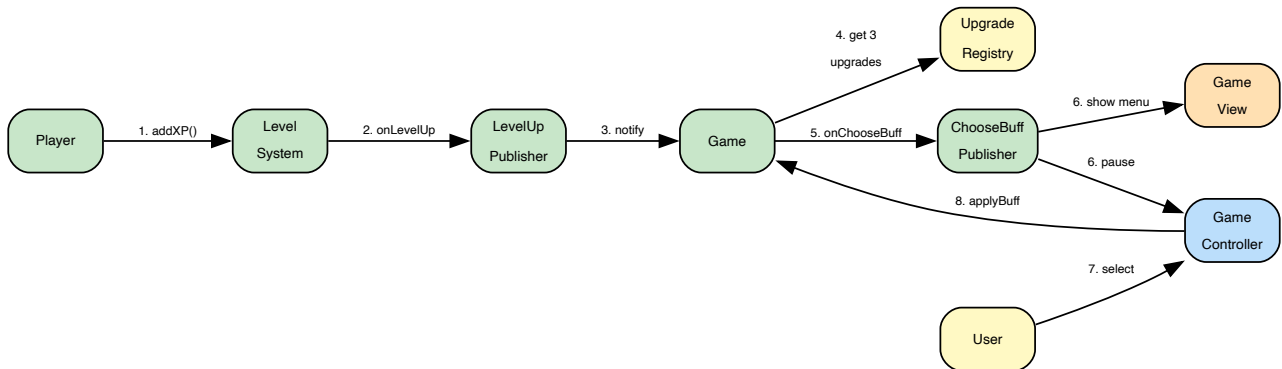 Player
1. addXP()
Level
System
2. onLevelUp
LevelUp
Publisher
3. notify
Game
4. get 3
upgrades
Upgrade
Registry
5. onChooseBuff
ChooseBuff
Publisher
6. show menu
Game
View
6. pause
Game
Controller
8. applyBuff
7. select
User